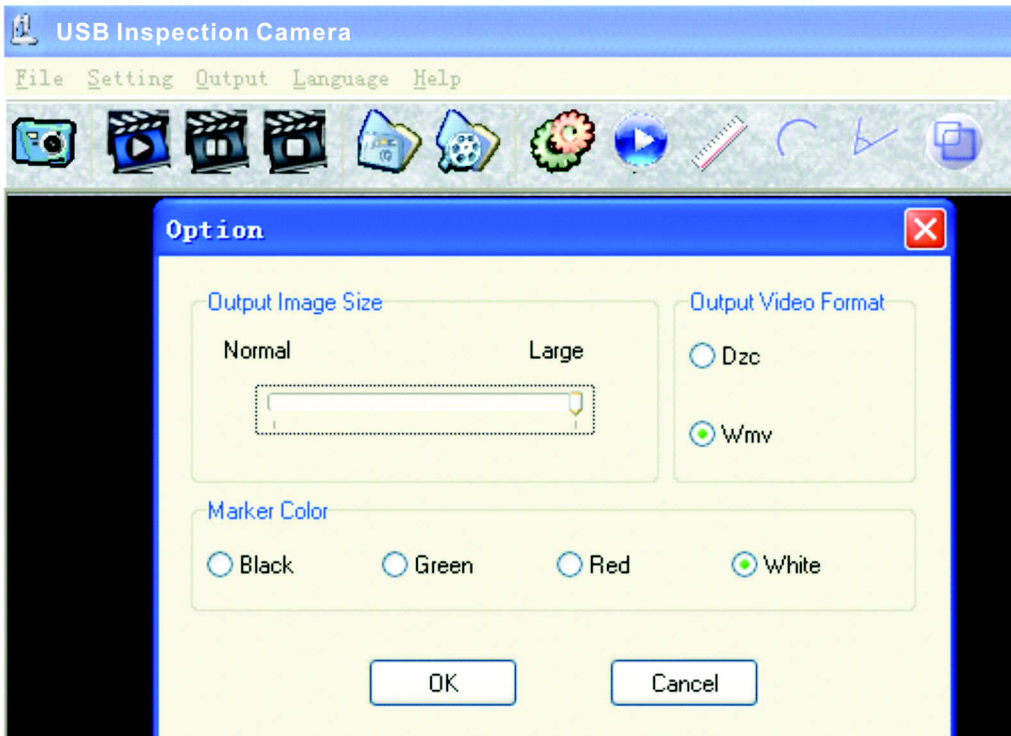 USB Inspection Camera
File Setting Output Language Help
Option
Output Image Size
Output Video Format
Normal Large
Dzc
Wmv
Marker Color
Black Green Red White
OK Cancel